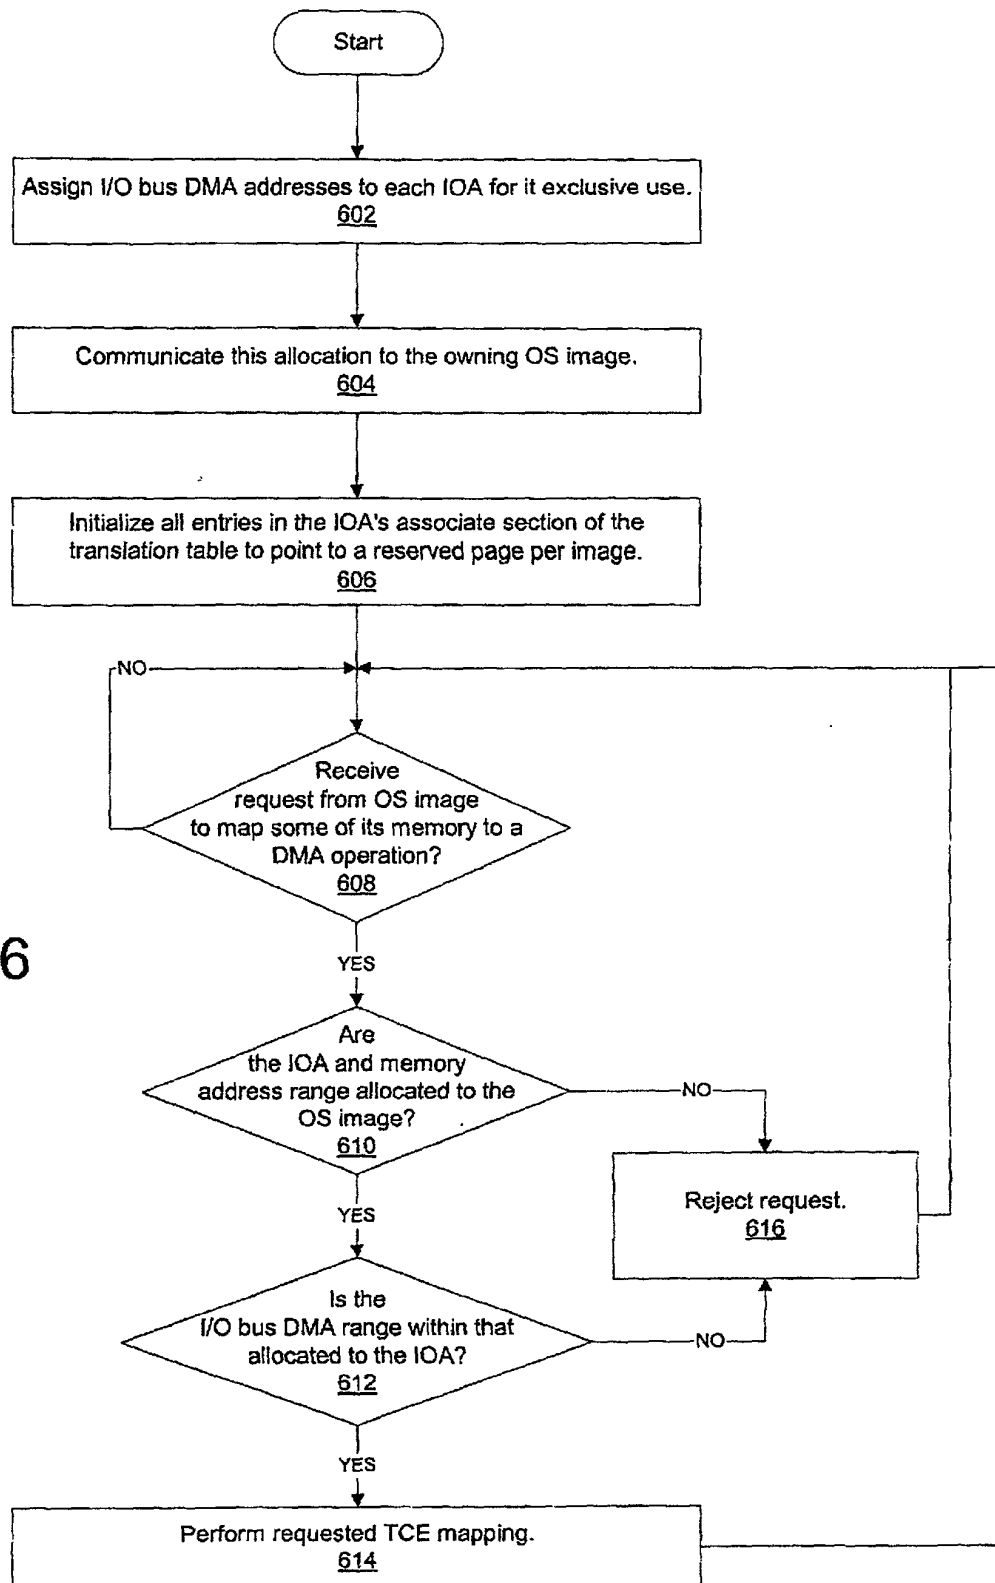 Start
Assign I/O bus DMA addresses to each IOA for it exclusive use.
602
Communicate this allocation to the owning OS image.
604
Initialize all entries in the IOA's associate section of the
translation table to point to a reserved page per image.
606
NO
Receive
request from OS image
to map some of its memory to a
DMA operation?
608
6
YES
Are
the IOA and memory
address range allocated to the
OS image?
610
NO
YES
Reject request.
616
Is the
I/O bus DMA range within that
allocated to the IOA?
612
NO
YES
Perform requested TCE mapping.
614